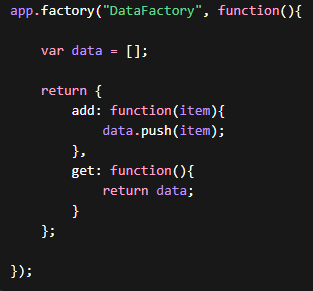 app.factory("DataFactory", function(){
var data = [];
return {
add: function(item){
data.push(item);
},
get: function(){
return data;
}
};
});